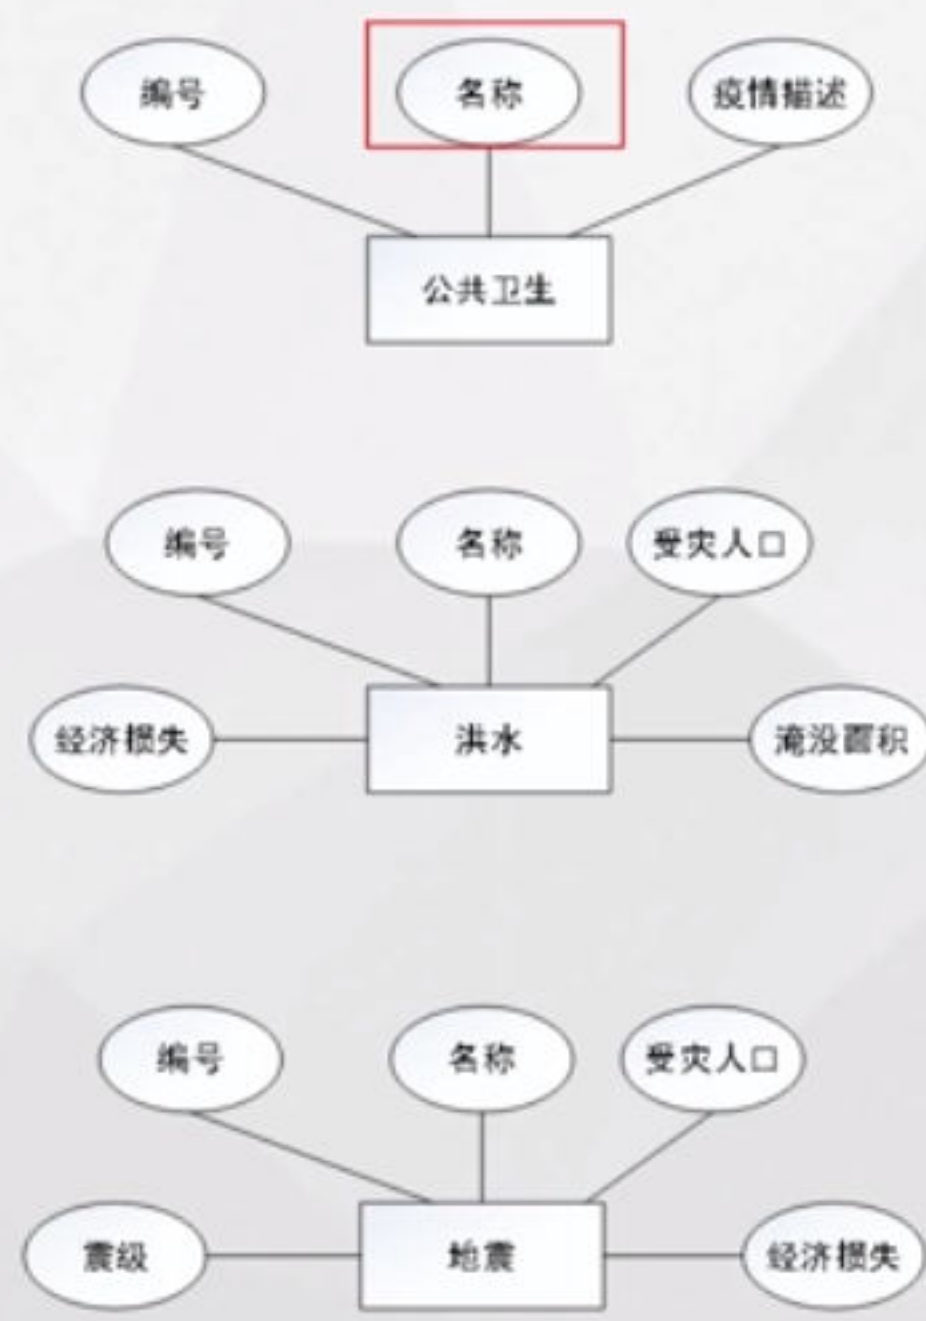 编号 名称 疫情描述
公共卫生
编号 名称 受灾人口
经济损失 洪水 淹没面积
编号 名称 受灾人口
震级 地震 经济损失